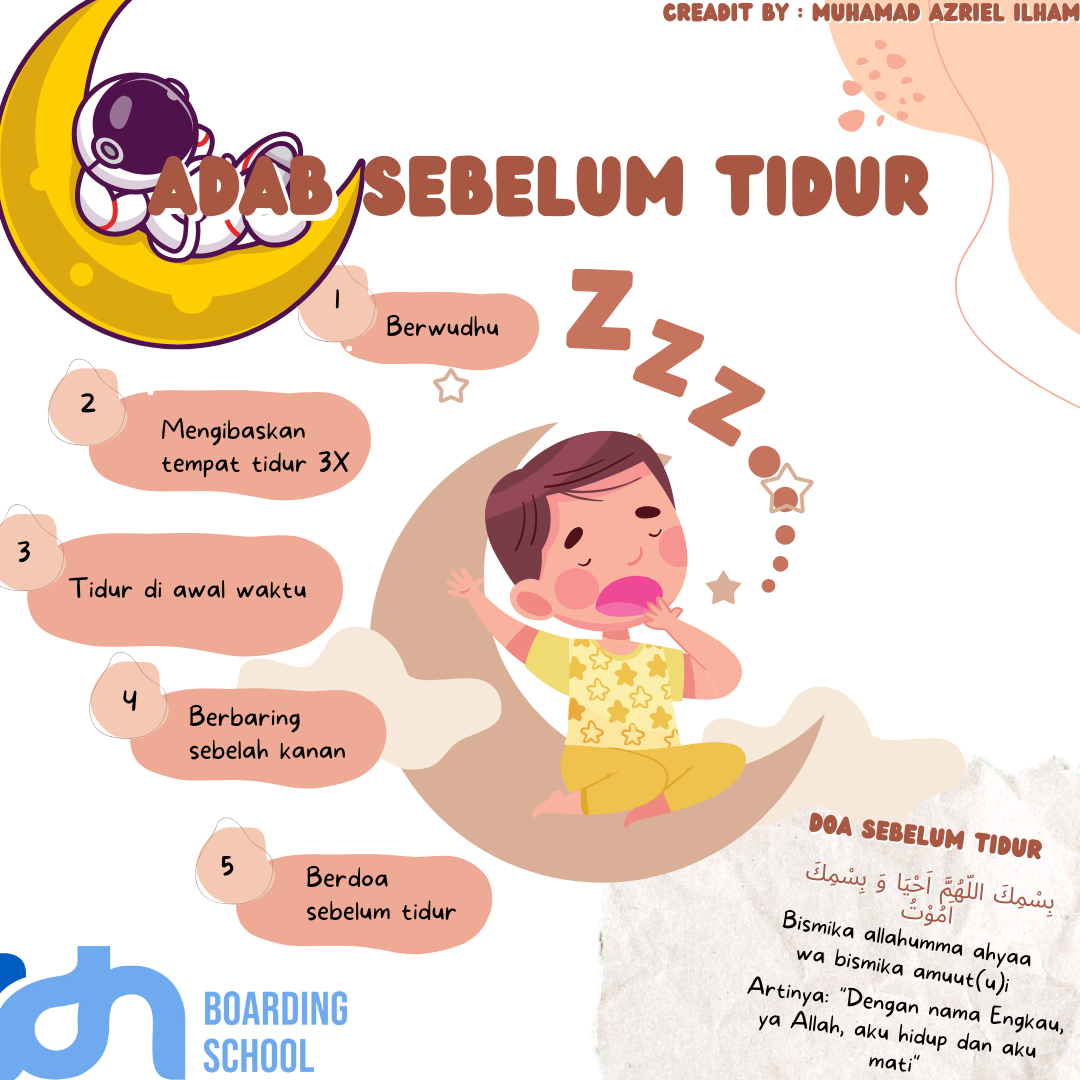 CREADIT BY : MUHAMAD AZRIEL ILHAM
ADAB SEBELUM TIDUR
1
Berwudhu
Z Z Z
2
Mengibaskan
tempat tidur 3X
3
Tidur di awal waktu
4
Berbaring
sebelah kanan
5
Berdoa
sebelum tidur
DOA SEBELUM TIDUR
بِسْمِكَ اللّهُمَّ اَحْيَا وَ بِسْمِكَ
امُوْتُ
Bismika allahumma ahyaa
wa bismika amuut(u)i
Artinya: "Dengan nama Engkau,
ya Allah, aku hidup dan aku
mati"
BOARDING
SCHOOL